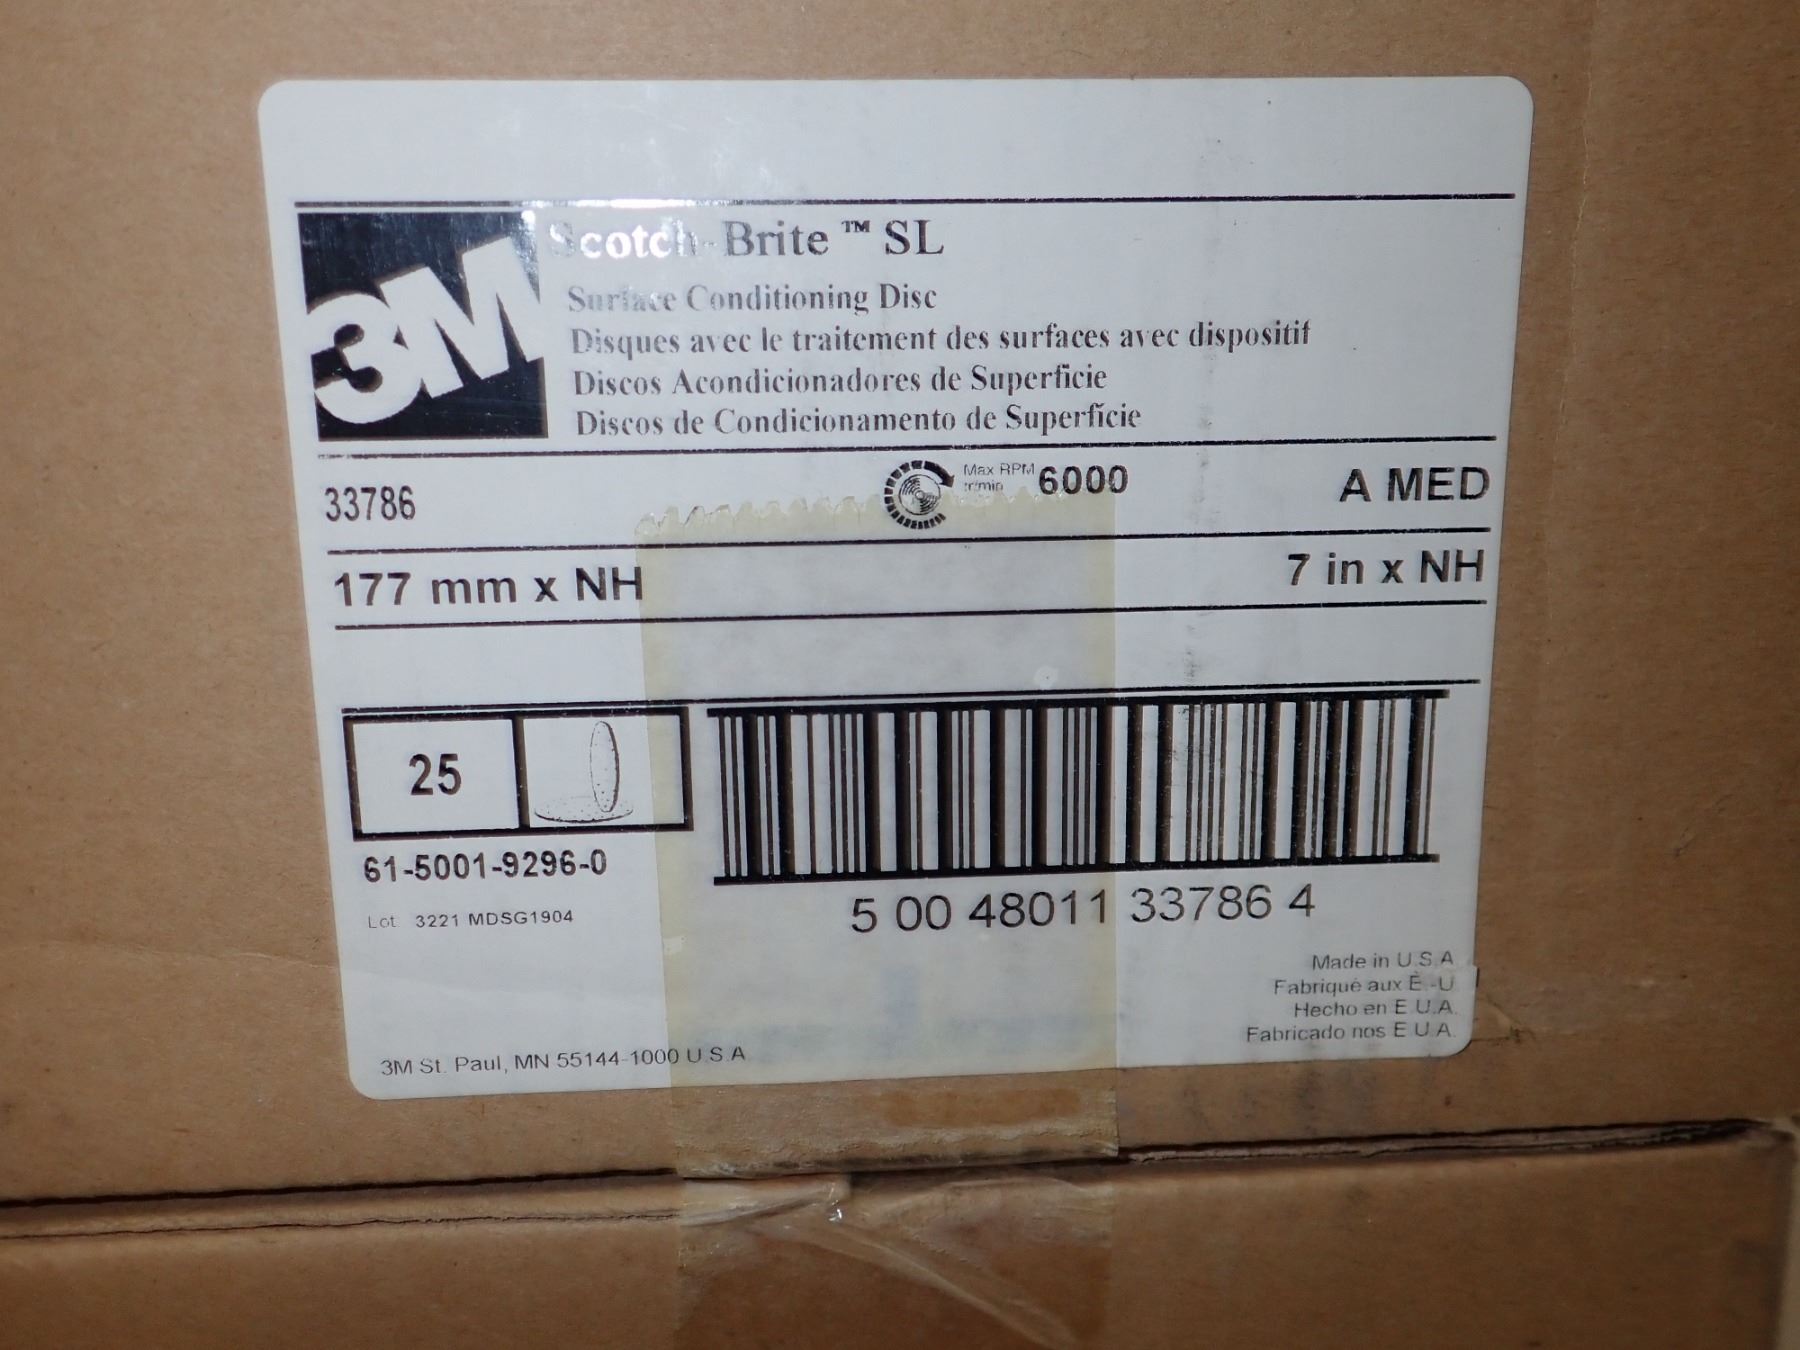 3M
Scotch-Brite ™ SL
Surface Conditioning Disc
Disques avec le traitement des surfaces avec dispositif
Discos Acondicionadores de Superficie
Discos de Condicionamento de Superfície
33786
Max RPM
r/min
6000
A MED
177 mm x NH
7 in x NH
25
61-5001-9296-0
Lot 3221 MDSG1904
5 00 48011 33786 4
Made in U.S.A.
Fabriqué aux É.-U.
Hecho en E.U.A.
Fabricado nos E.U.A.
3M St. Paul, MN 55144-1000 U.S.A